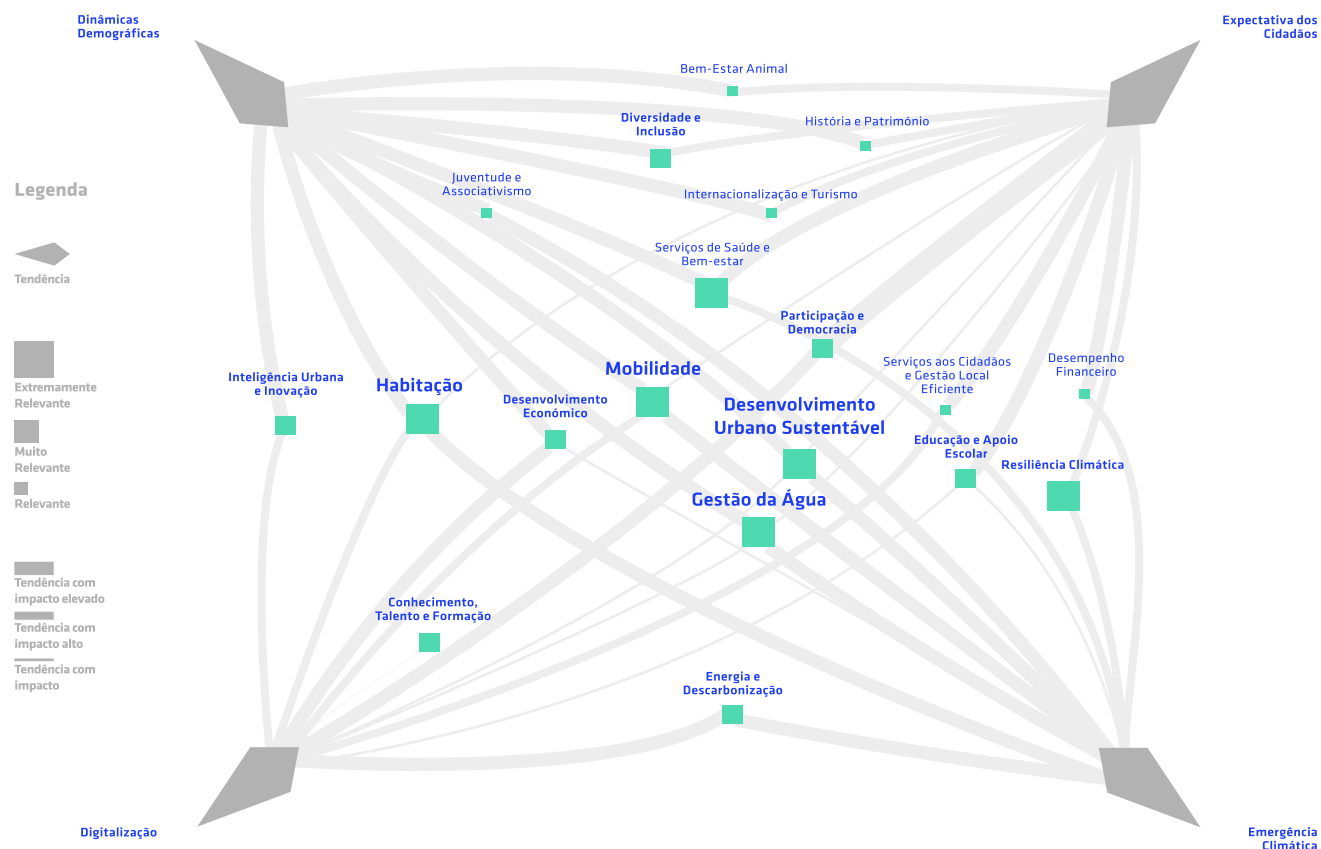 Dinâmicas
Demográficas
Expectativa dos
Cidadãos
Bem-Estar Animal
Diversidade e
Inclusão
História e Património
Legenda
Juventude e
Associativismo
Internacionalização e Turismo
Serviços de Saúde e
Bem-estar
Tendência
Participação e
Democracia
Extremamente
Relevante
Inteligência Urbana
e Inovação
Habitação
Mobilidade
Desenvolvimento
Económico
Desenvolvimento
Urbano Sustentável
Serviços aos Cidadãos
e Gestão Local
Eficiente
Desempenho
Financeiro
Muito
Relevante
Educação e Apoio
Escolar
Resiliência Climática
Relevante
Gestão da Água
Tendência com
impacto elevado
Tendência com
impacto alto
Tendência com
impacto
Conhecimento,
Talento e Formação
Energia e
Descarbonização
Digitalização
Emergência
Climática